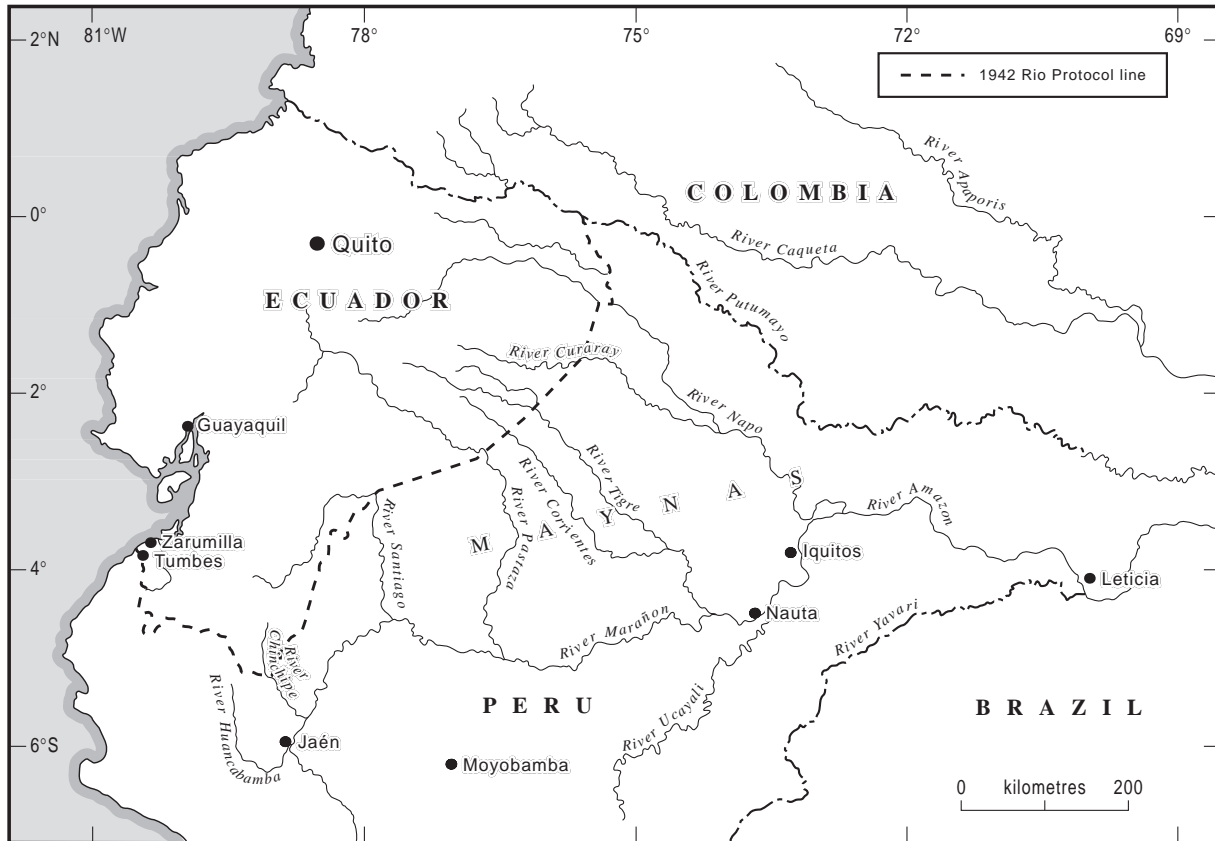 81°W
78°
75°
72°
69°
2°N
0°
2°
4°
6°S
1942 Rio Protocol line
COLOMBIA
River Apaporis
River Caqueta
River Putumayo
Quito
ECUADOR
River Curaray
River Napo
Guayaquil
River Tigre
River Corrientes
River Pastaza
River Santiago
MAYNAS
River Amazon
Zarumilla
Tumbes
Iquitos
Leticia
Nauta
River Marañon
River Yavari
River Chinchipe
River Huancabamba
PERU
River Ucayali
BRAZIL
Jaén
Moyobamba
0 kilometres 200